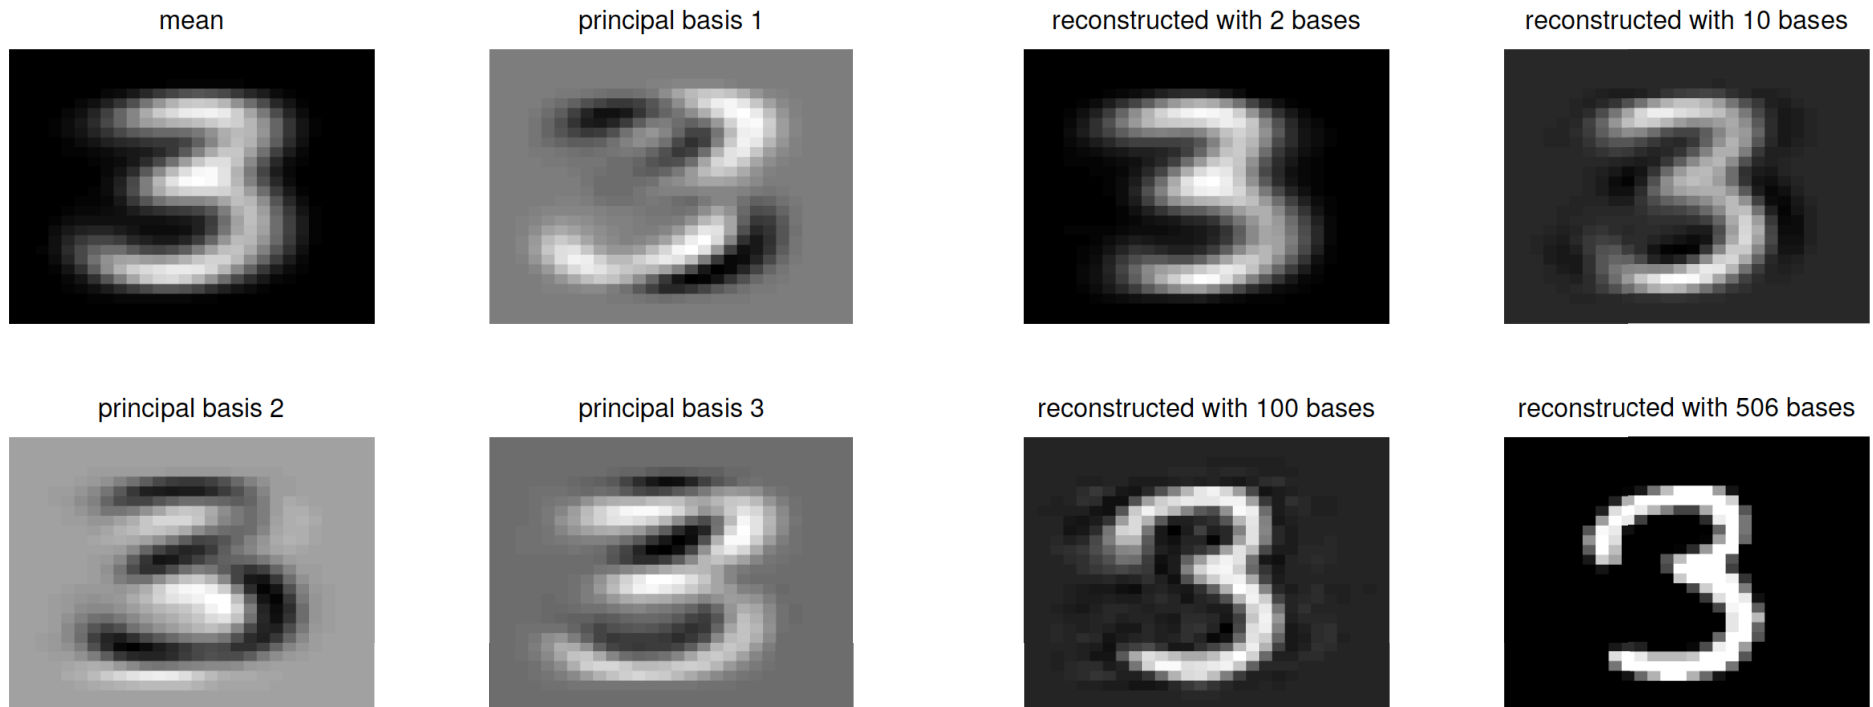 mean
principal basis 1
reconstructed with 2 bases
reconstructed with 10 bases
principal basis 2
principal basis 3
reconstructed with 100 bases
reconstructed with 506 bases